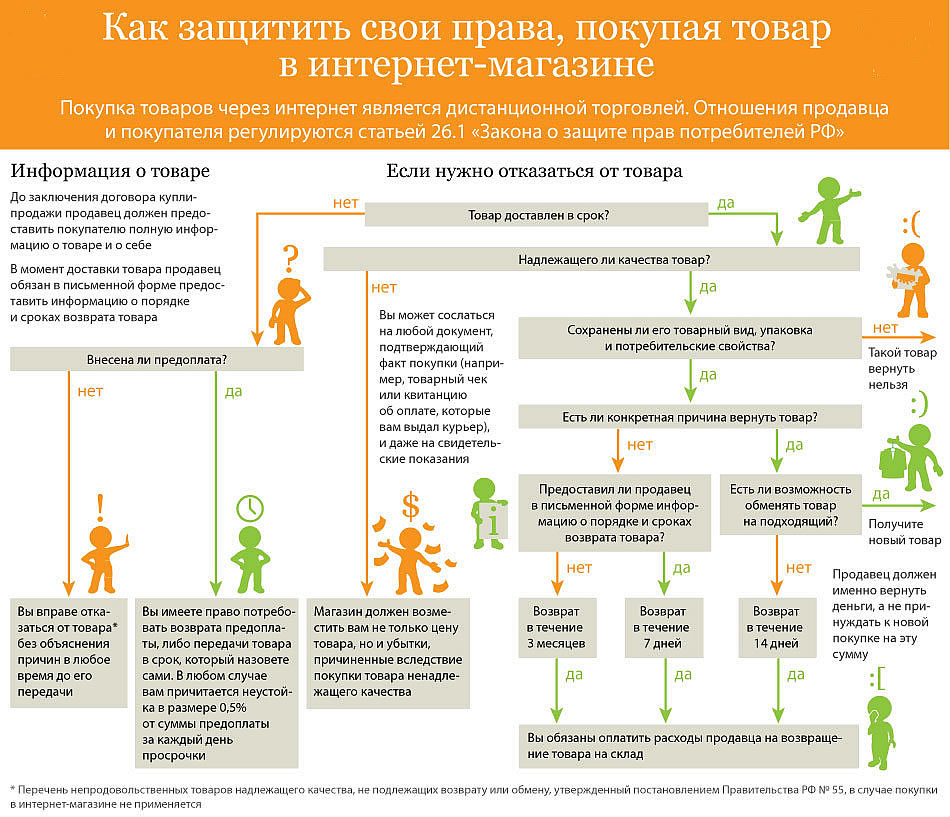 Как защитить свои права, покупая товар
в интернет-магазине
Покупка товаров через интернет является дистанционной торговлей. Отношения продавца
и покупателя регулируются статьей 26.1 «Закона о защите прав потребителей РФ»
Информация о товаре
До заключения договора купли-
продажи продавец должен предо-
ставить покупателю полную инфор-
мацию о товаре и о себе
В момент доставки товара продавец
обязан в письменной форме предос-
тавить информацию о порядке
и сроках возврата товара
Если нужно отказаться от товара
нет
Товар доставлен в срок?
да
:(
Надлежащего ли качества товар?
?
нет
да
Вы может сослаться
на любой документ,
подтверждающий
факт покупки (напри-
мер, товарный чек
или квитанцию
об оплате, которые
вам выдал курьер),
и даже на свидетель-
ские показания
Сохранены ли его товарный вид, упаковка
и потребительские свойства?
нет
Такой товар
вернуть
нельзя
Внесена ли предоплата?
нет
да
да
:)
Есть ли конкретная причина вернуть товар?
нет
да
Предоставил ли продавец
в письменной форме инфор-
мацию о порядке и сроках
возврата товара?
Есть ли возможность
обменять товар
на подходящий?
да
Получите
новый товар
!
$
i
нет
да
нет
Продавец должен
именно вернуть
деньги, а не при-
нуждать к новой
покупке на эту
сумму
Вы вправе отка-
заться от товара*
без объяснения
причин в любое
время до его
передачи
Вы имеете право потребо-
вать возврата предопла-
ты, либо передачи товара
в срок, который назовете
сами. В любом случае
вам причитается неустой-
ка в размере 0,5%
от суммы предоплаты
за каждый день
просрочки
Магазин должен возме-
стить вам не только цену
товара, но и убытки,
причиненные вследствие
покупки товара ненадле-
жащего качества
Возврат
в течение
3 месяцев
Возврат
в течение
7 дней
Возврат
в течение
14 дней
да
да
да
:[
Вы обязаны оплатить расходы продавца на возвраще-
ние товара на склад
* Перечень непродовольственных товаров надлежащего качества, не подлежащих возврату или обмену, утвержденный постановлением Правительства РФ № 55, в случае покупки
в интернет-магазине не применяется